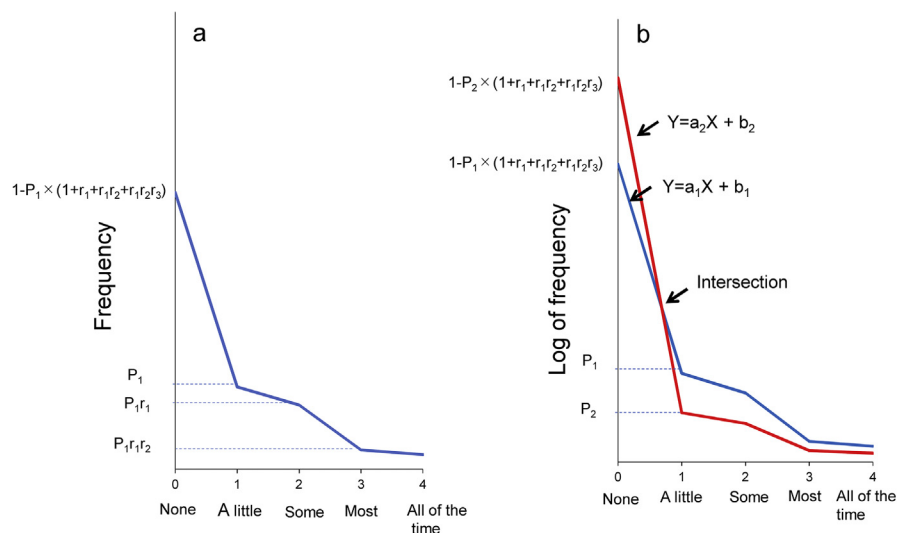 a
1-P₁×(1+r₁+r₁r₂+r₁r₂r₃)
Frequency
P₁
P₁r₁
P₁r₁r₂
0 1 2 3 4
None A little Some Most All of the
time
b
1-P₂×(1+r₁+r₁r₂+r₁r₂r₃)
Y=a₂X + b₂
1-P₁×(1+r₁+r₁r₂+r₁r₂r₃)
Y=a₁X + b₁
Intersection
Log of frequency
P₁
P₂
0 1 2 3 4
None A little Some Most All of the
time